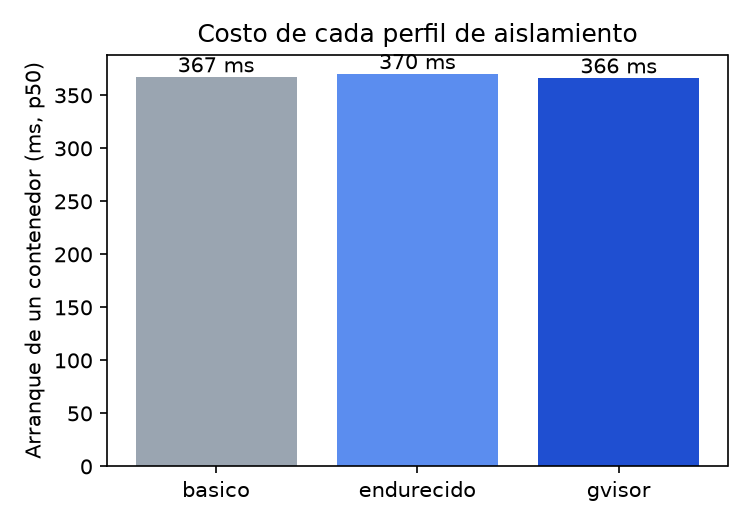 Costo de cada perfil de aislamiento
Arranque de un contenedor (ms, p50)
350
300
250
200
150
100
50
0
367 ms
370 ms
366 ms
basico
endurecido
gvisor